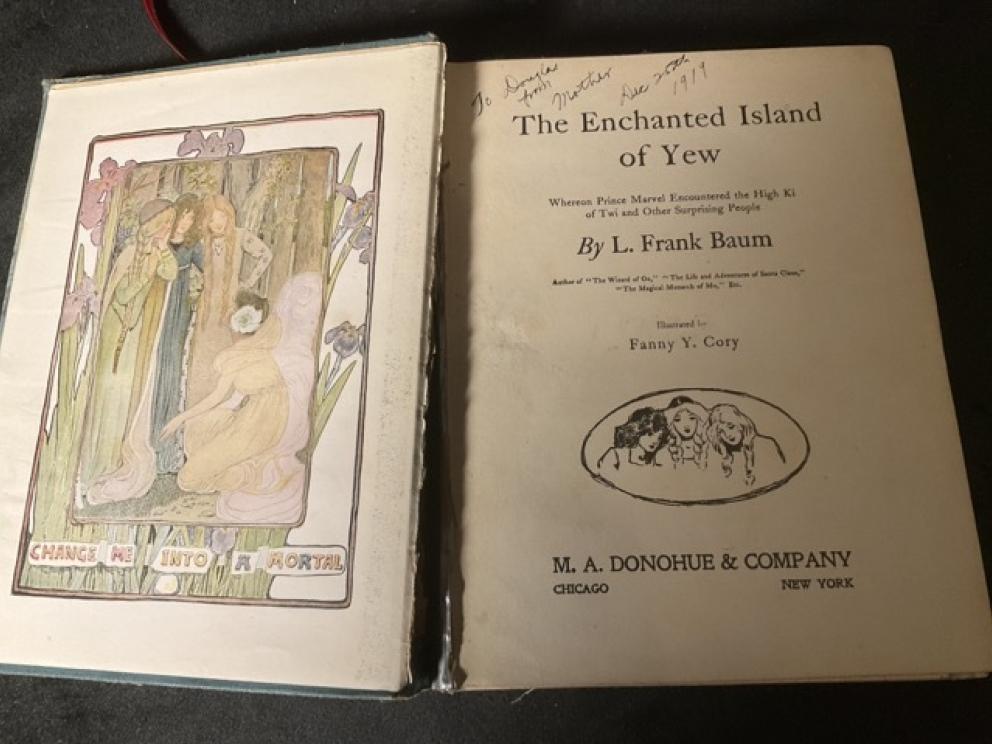 CHANGE ME INTO A MORTAL
To Douglas
from
Mother
Dec 25th
1919
The Enchanted Island
of Yew
Whereon Prince Marvel Encountered the High Ki
of Twi and Other Surprising People
By L. Frank Baum
Author of "The Wizard of Oz," "The Life and Adventures of Santa Claus,"
"The Magical Monarch of Mo," Etc.
Illustrated by
Fanny Y. Cory
M. A. DONOHUE & COMPANY
CHICAGO NEW YORK